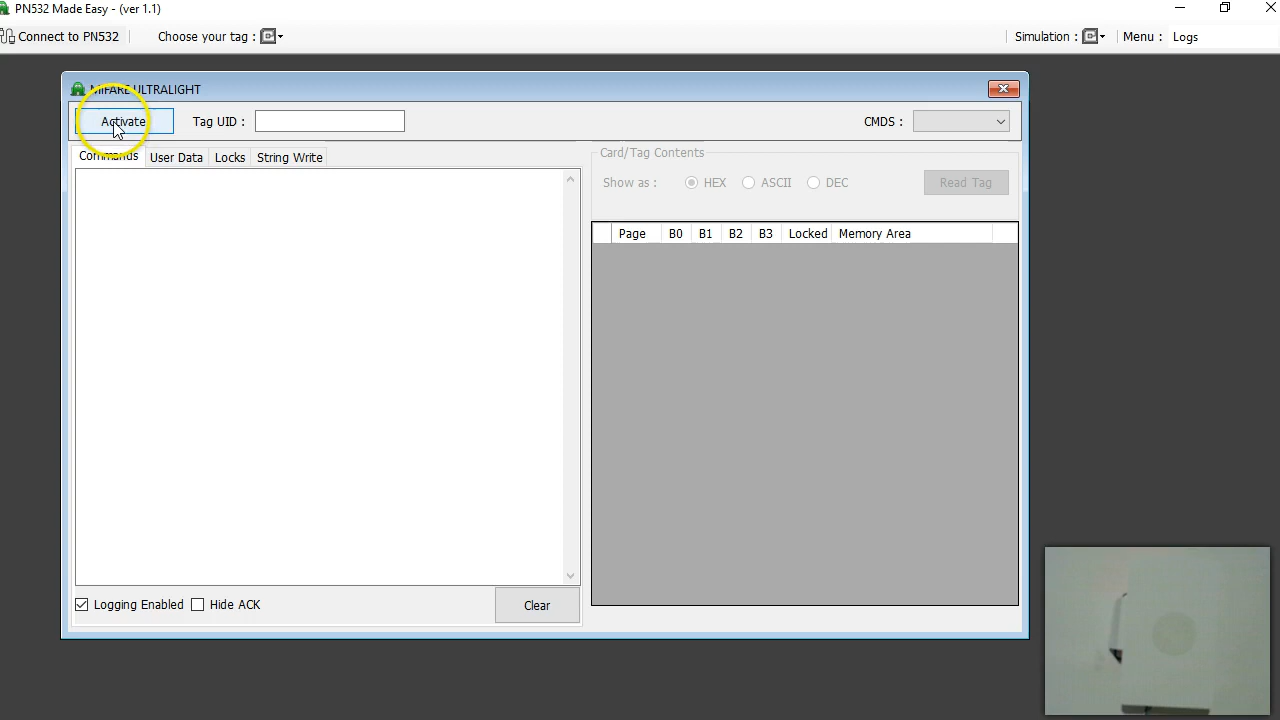 PN532 Made Easy - (ver 1.1)
Connect to PN532 Choose your tag : Simulation : Menu : Logs
MIFARE ULTRALIGHT
Activate Tag UID : CMDS :
Commands User Data Locks String Write
Card/Tag Contents
Show as : HEX ASCII DEC Read Tag
Page B0 B1 B2 B3 Locked Memory Area
Logging Enabled Hide ACK Clear